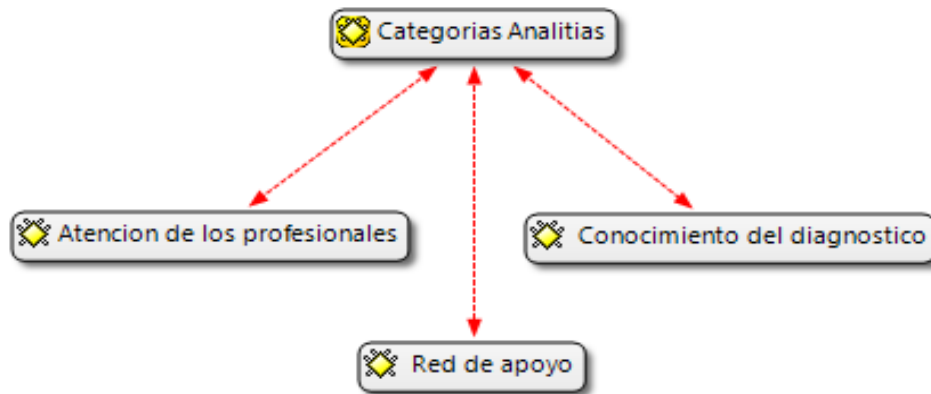 Categorias Analitias
Atencion de los profesionales
Conocimiento del diagnostico
Red de apoyo